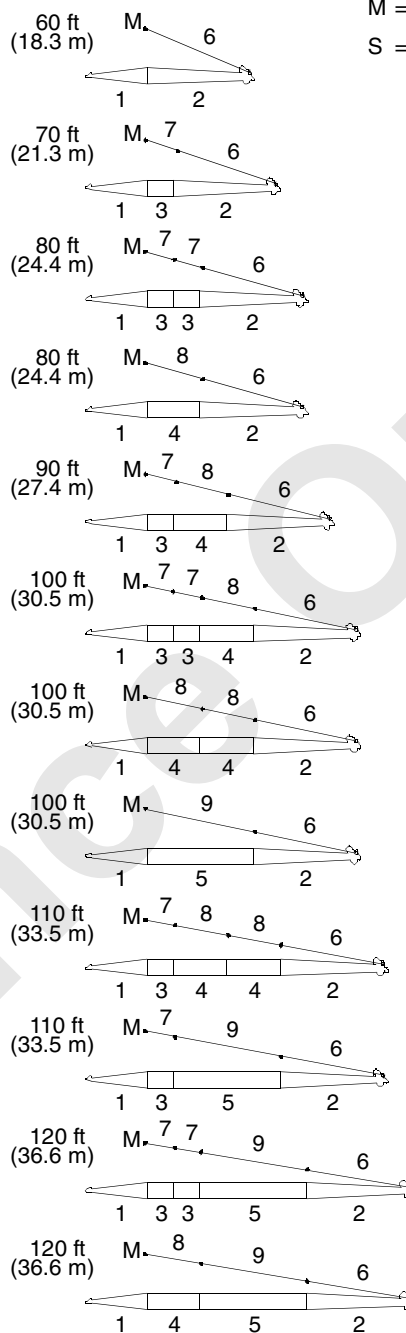 M =
S =
60 ft
(18.3 m)
M
6
1 2
70 ft
(21.3 m)
M
7
6
1 3 2
80 ft
(24.4 m)
M
7 7
6
1 3 3 2
80 ft
(24.4 m)
M
8
6
1 4 2
90 ft
(27.4 m)
M
7
8
6
1 3 4 2
100 ft
(30.5 m)
M
7 7
8
6
1 3 3 4 2
100 ft
(30.5 m)
M
8 8
6
1 4 4 2
100 ft
(30.5 m)
M
9
6
1 5 2
110 ft
(33.5 m)
M
7
8 8
6
1 3 4 4 2
110 ft
(33.5 m)
M
7
9
6
1 3 5 2
120 ft
(36.6 m)
M
7 7
9
6
1 3 3 5 2
120 ft
(36.6 m)
M
8
9
6
1 4 5 2